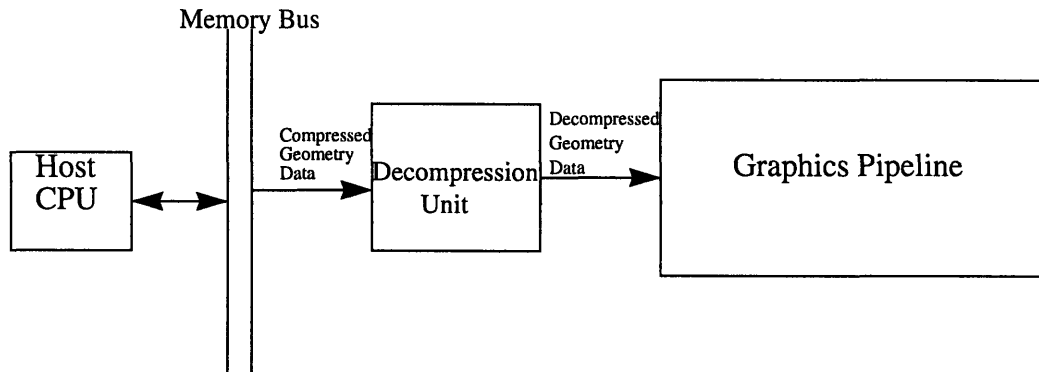 Memory Bus
Host
CPU
Compressed
Geometry
Data
Decompression
Unit
Decompressed
Geometry
Data
Graphics Pipeline